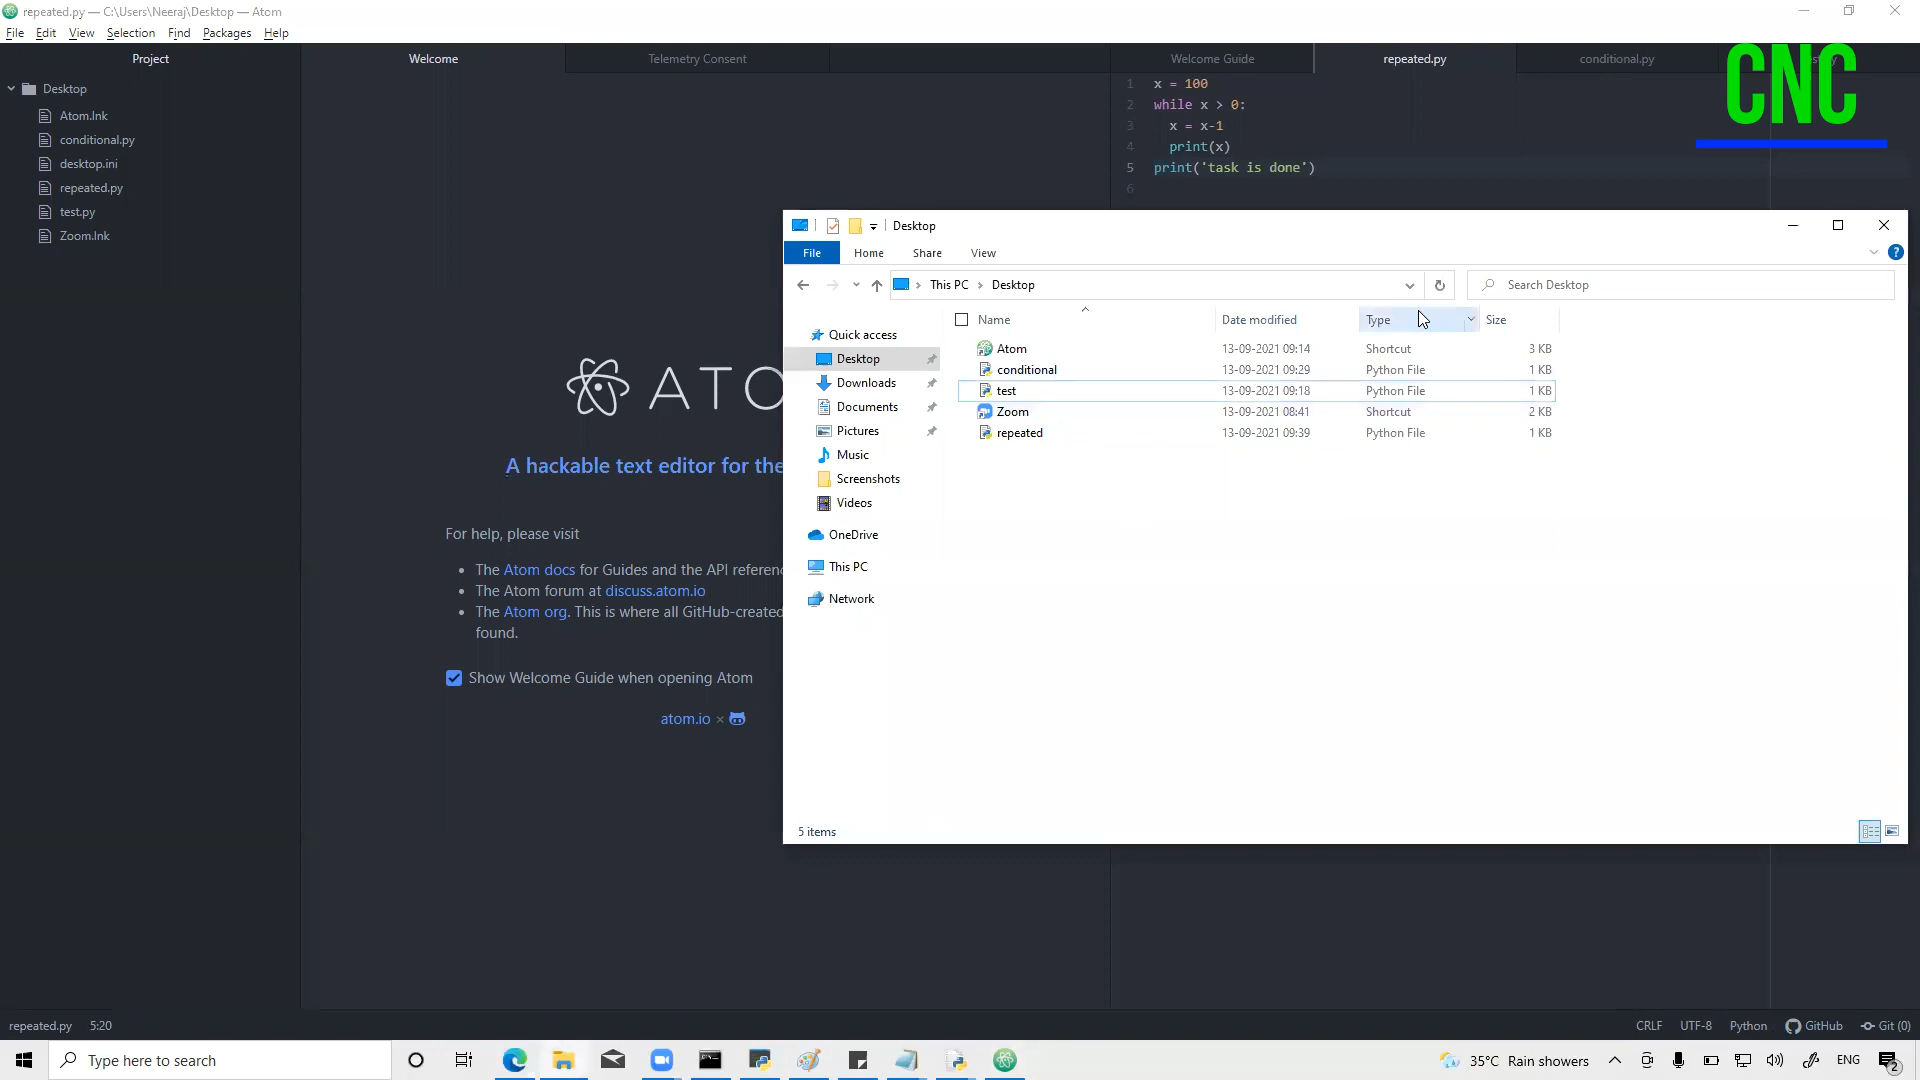 repeated.py — C:\Users\Neeraj\Desktop — Atom
File Edit View Selection Find Packages Help
Project
Welcome
Telemetry Consent
Welcome Guide
repeated.py
conditional.py
CNC
Desktop
Atom.lnk
conditional.py
desktop.ini
repeated.py
test.py
Zoom.lnk
1 x = 100
2 while x > 0:
3 x = x-1
4 print(x)
5 print('task is done')
6
ATO
A hackable text editor for the
For help, please visit
• The Atom docs for Guides and the API referenc
• The Atom forum at discuss.atom.io
• The Atom org. This is where all GitHub-created
found.
Show Welcome Guide when opening Atom
atom.io ×
Desktop
File Home Share View
This PC > Desktop
Search Desktop
Quick access
Desktop
Downloads
Documents
Pictures
Music
Screenshots
Videos
OneDrive
This PC
Network
Name Date modified Type Size
Atom 13-09-2021 09:14 Shortcut 3 KB
conditional 13-09-2021 09:29 Python File 1 KB
test 13-09-2021 09:18 Python File 1 KB
Zoom 13-09-2021 08:41 Shortcut 2 KB
repeated 13-09-2021 09:39 Python File 1 KB
5 items
repeated.py 5:20
CRLF UTF-8 Python GitHub Git (0)
Type here to search
35°C Rain showers
ENG
2